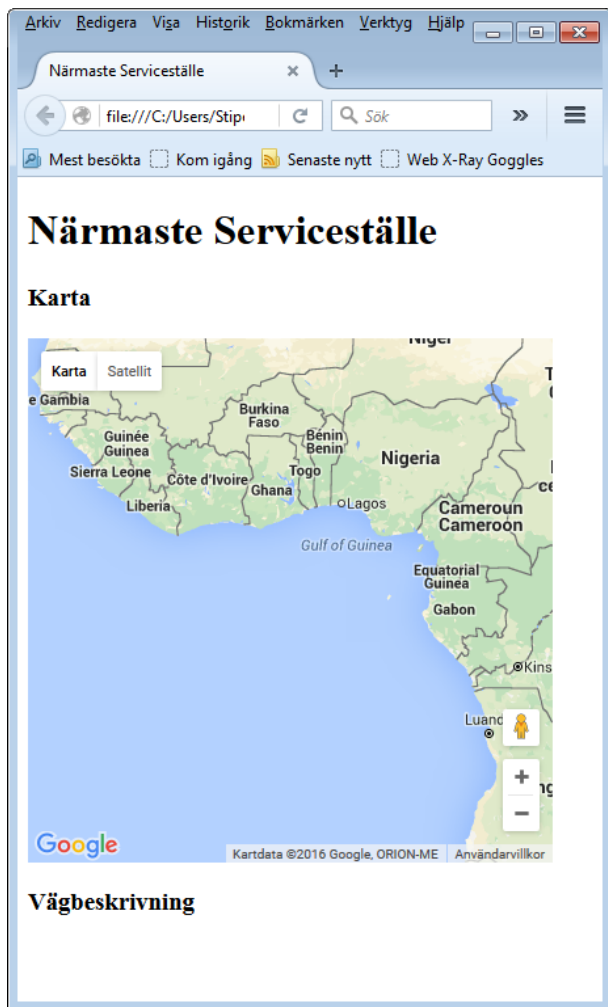 Arkiv Redigera Visa Historik Bokmärken Verktyg Hjälp
Närmaste Serviceställe
file:///C:/Users/Stip
Sök
Mest besökta Kom igång Senaste nytt Web X-Ray Goggles
Närmaste Serviceställe
Karta
Niger
Karta Satellit
e Gambia
Burkina
Faso
Guinée
Guinea
Bénin
Benin
Nigeria
Sierra Leone
Côte d'Ivoire
Togo
Ghana
Liberia
Lagos
Cameroun
Cameroon
Gulf of Guinea
Equatorial
Guinea
Gabon
Kins
Luand
Google
Kartdata ©2016 Google, ORION-ME
Användarvillkor
Vägbeskrivning